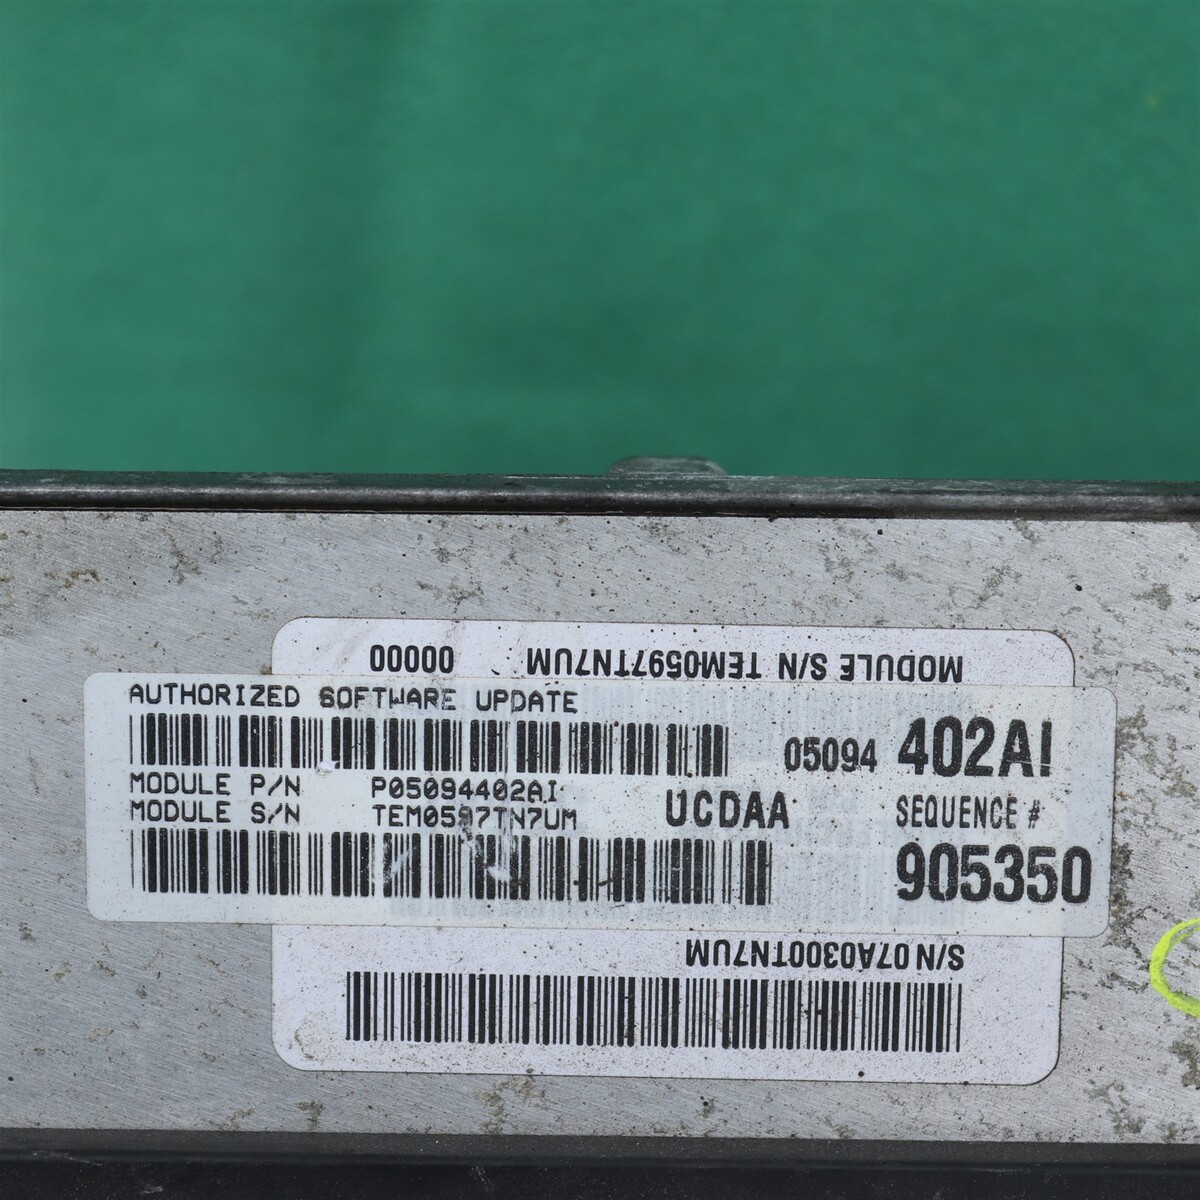 MODULE S/N TEM0597TN7UM 00000
AUTHORIZED SOFTWARE UPDATE
05094 402AI
MODULE P/N P05094402AI
MODULE S/N TEM0597TN7UM
UCDAA
SEQUENCE #
905350
S/N 07A0300TN7UM